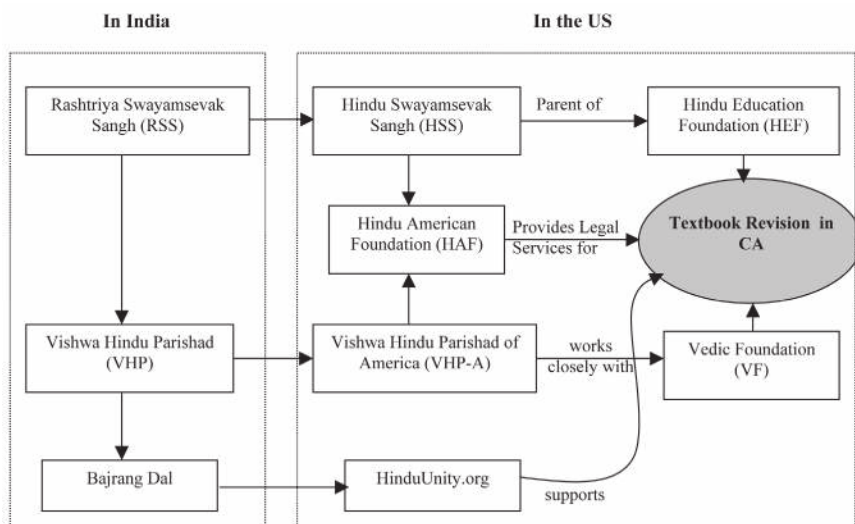 In India
In the US
Rashtriya Swayamsevak
Sangh (RSS)
Hindu Swayamsevak
Sangh (HSS)
Parent of
Hindu Education
Foundation (HEF)
Hindu American
Foundation (HAF)
Provides Legal
Services for
Textbook Revision in
CA
Vishwa Hindu Parishad
(VHP)
Vishwa Hindu Parishad of
America (VHP-A)
works
closely with
Vedic Foundation
(VF)
Bajrang Dal
HinduUnity.org
supports